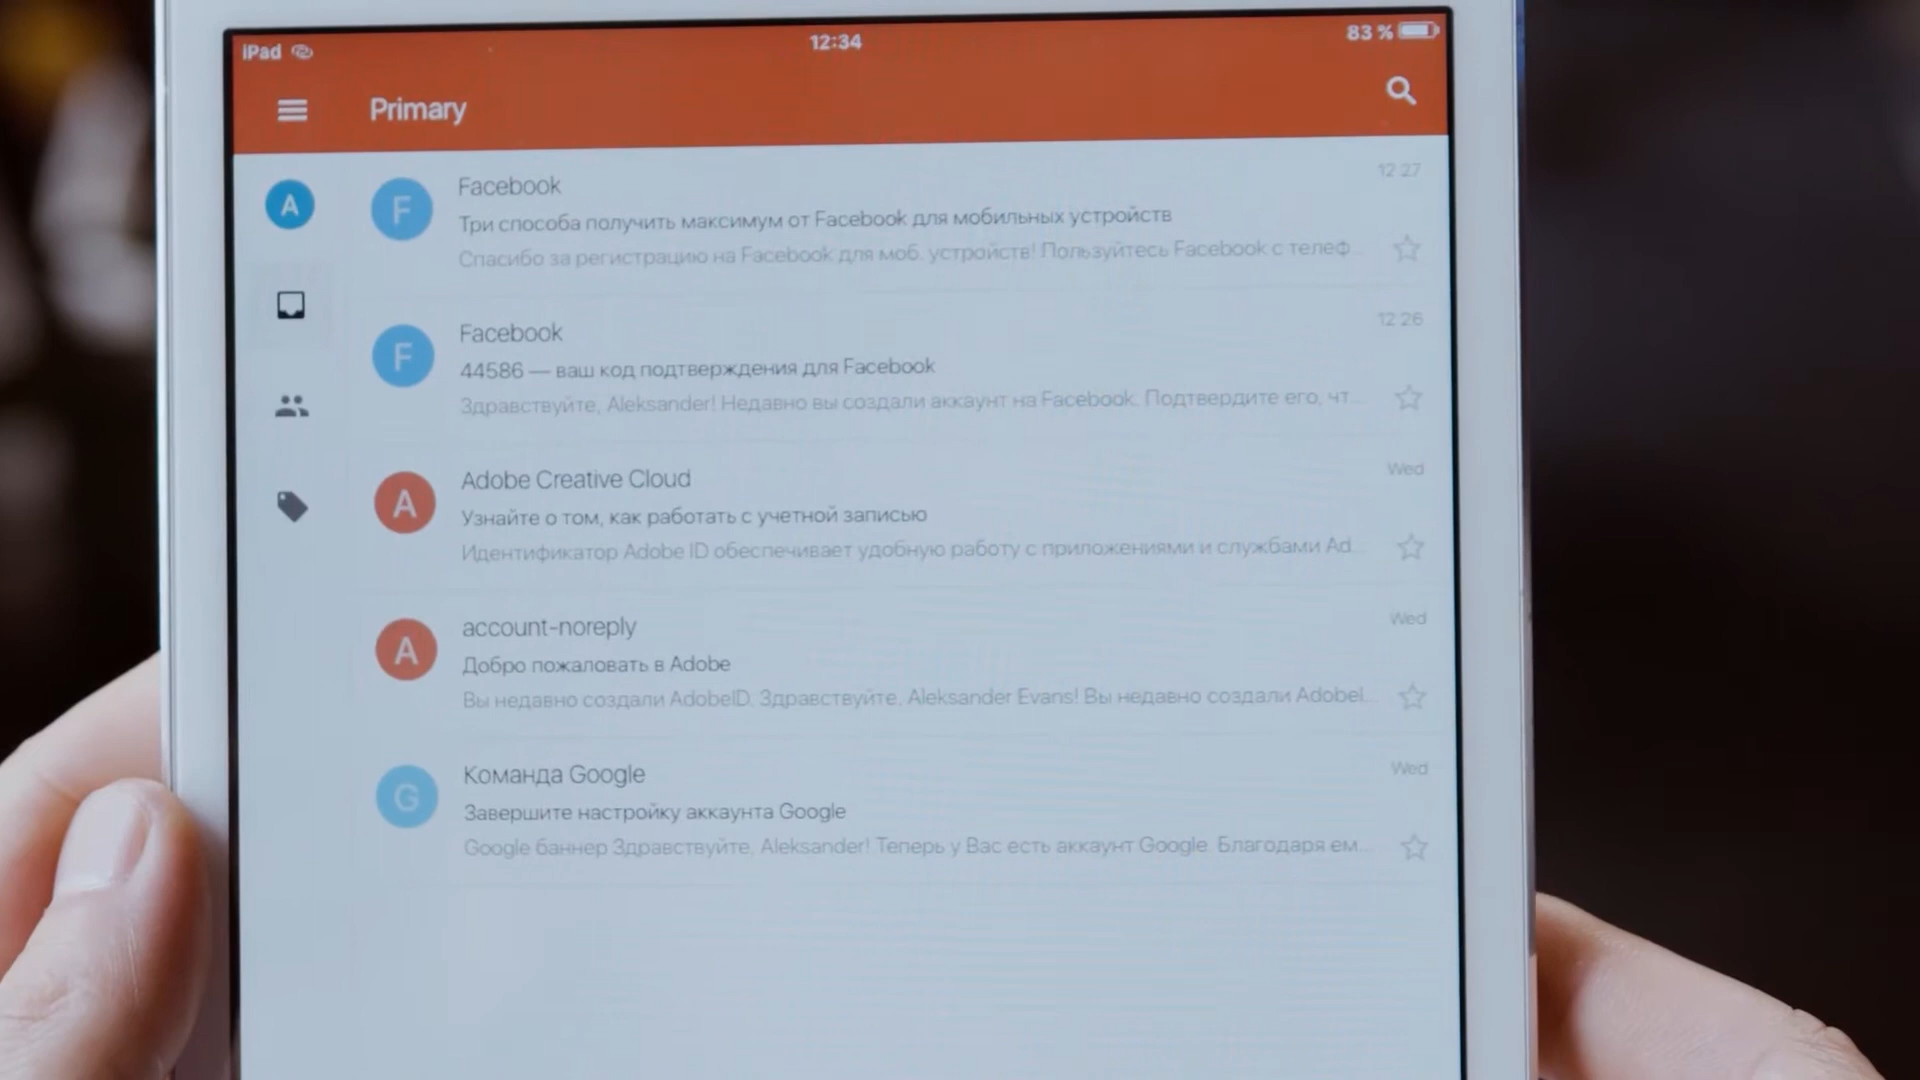 iPad 12:34 83 %
Primary
A
F Facebook 12 27
Три способа получить максимум от Facebook для мобильных устройств
Спасибо за регистрацию на Facebook для моб. устройств! Пользуйтесь Facebook с телеф...
F Facebook 12 26
44586 — ваш код подтверждения для Facebook
Здравствуйте, Aleksander! Недавно вы создали аккаунт на Facebook. Подтвердите его, чт...
A Adobe Creative Cloud Wed
Узнайте о том, как работать с учетной записью
Идентификатор Adobe ID обеспечивает удобную работу с приложениями и службами Ad...
A account-noreply Wed
Добро пожаловать в Adobe
Вы недавно создали AdobeID. Здравствуйте, Aleksander Evans! Вы недавно создали AdobeI...
G Команда Google Wed
Завершите настройку аккаунта Google
Google баннер Здравствуйте, Aleksander! Теперь у Вас есть аккаунт Google. Благодаря ем...